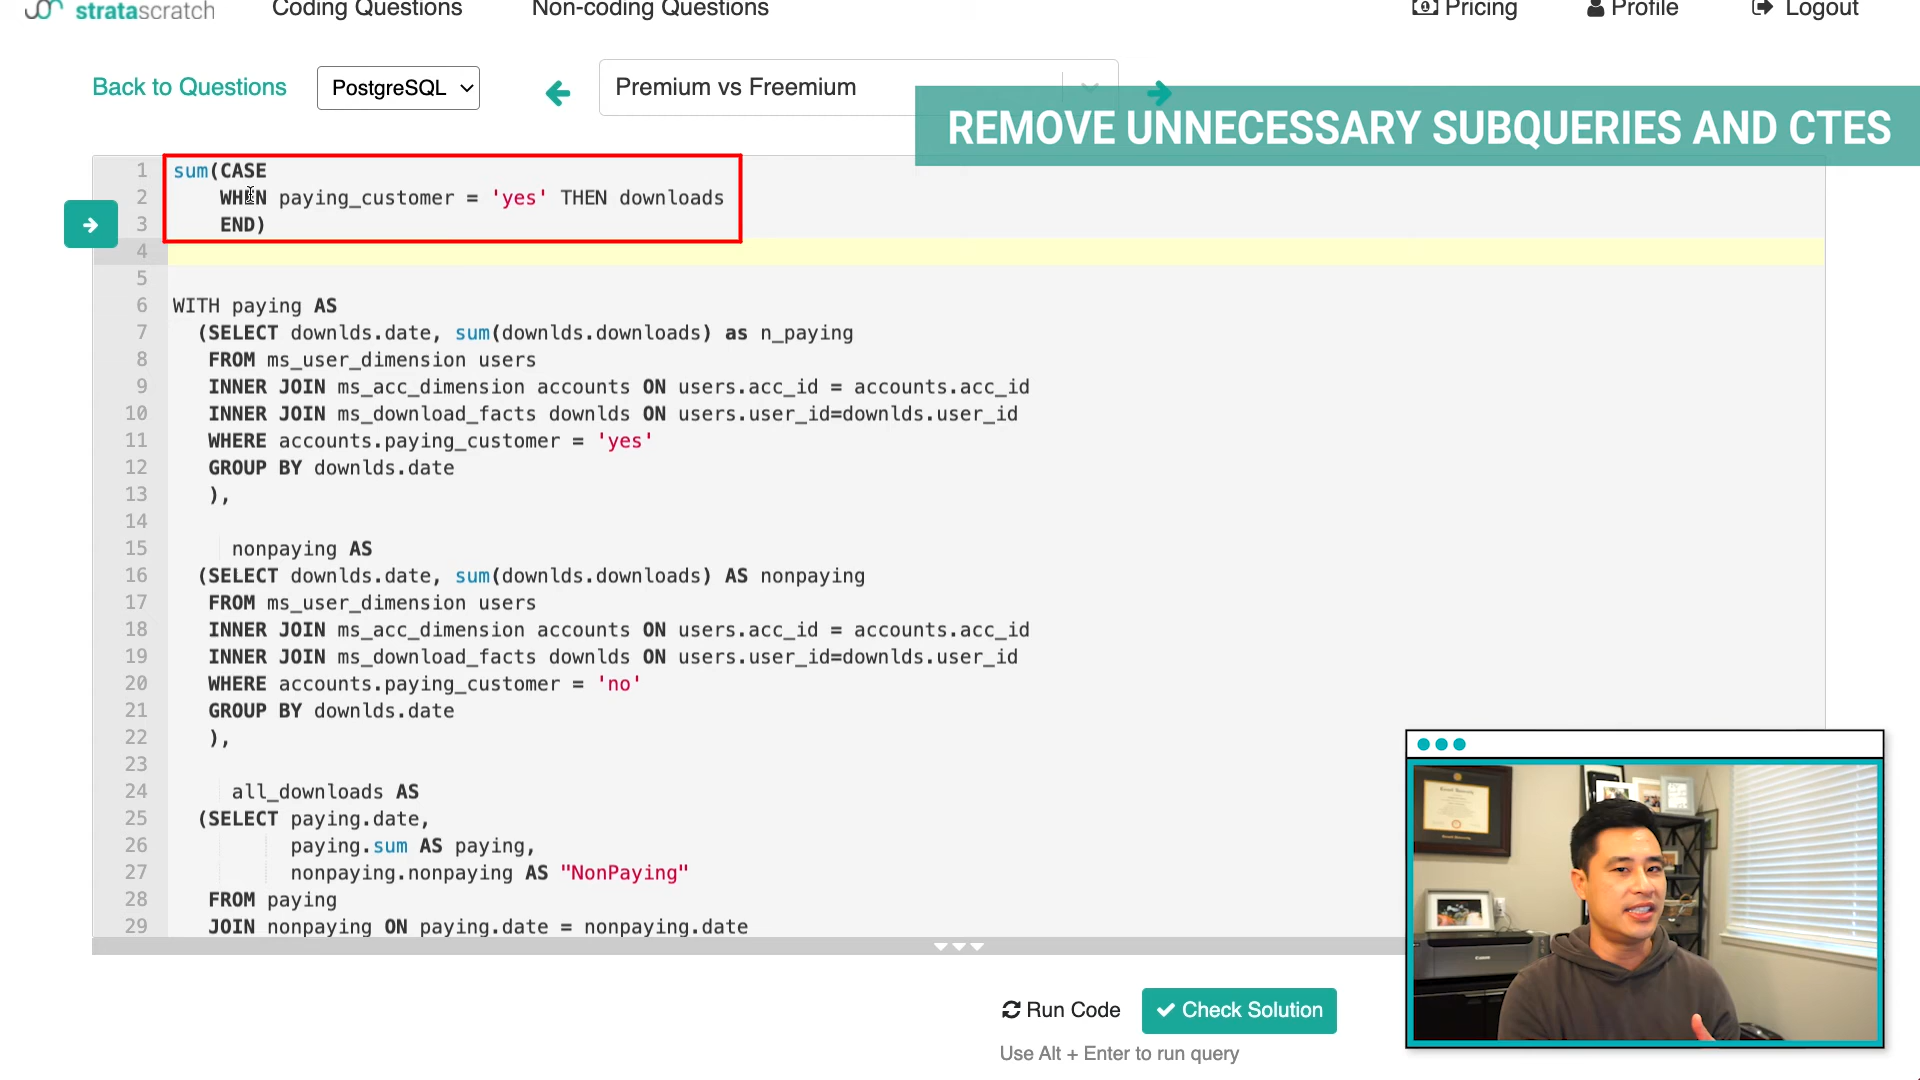 stratascratch
Coding Questions
Non-coding Questions
Pricing
Profile
Logout
Back to Questions
PostgreSQL
Premium vs Freemium
REMOVE UNNECESSARY SUBQUERIES AND CTES
1 sum(CASE
2 WHEN paying_customer = 'yes' THEN downloads
3 END)
4
5
6 WITH paying AS
7 (SELECT downlds.date, sum(downlds.downloads) as n_paying
8 FROM ms_user_dimension users
9 INNER JOIN ms_acc_dimension accounts ON users.acc_id = accounts.acc_id
10 INNER JOIN ms_download_facts downlds ON users.user_id=downlds.user_id
11 WHERE accounts.paying_customer = 'yes'
12 GROUP BY downlds.date
13 ),
14
15 nonpaying AS
16 (SELECT downlds.date, sum(downlds.downloads) AS nonpaying
17 FROM ms_user_dimension users
18 INNER JOIN ms_acc_dimension accounts ON users.acc_id = accounts.acc_id
19 INNER JOIN ms_download_facts downlds ON users.user_id=downlds.user_id
20 WHERE accounts.paying_customer = 'no'
21 GROUP BY downlds.date
22 ),
23
24 all_downloads AS
25 (SELECT paying.date,
26 paying.sum AS paying,
27 nonpaying.nonpaying AS "NonPaying"
28 FROM paying
29 JOIN nonpaying ON paying.date = nonpaying.date
Run Code
Check Solution
Use Alt + Enter to run query
Canon